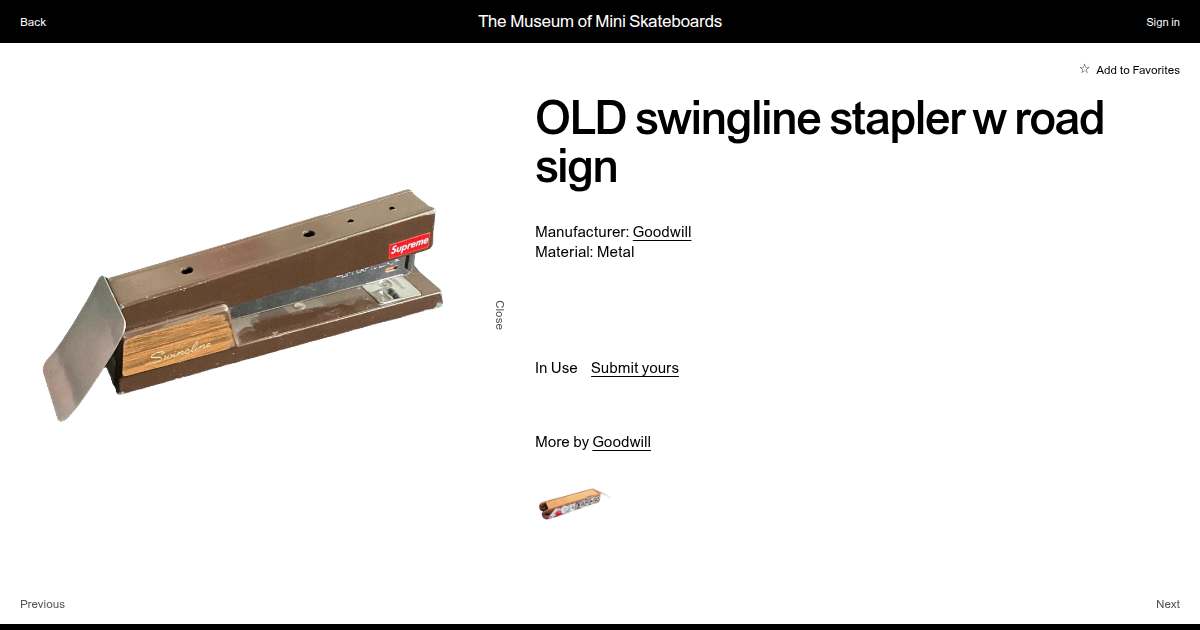 Back
The Museum of Mini Skateboards
Sign in
☆ Add to Favorites
OLD swingline stapler w road
sign
Supreme
Manufacturer: Goodwill
Material: Metal
Close
Swingline
In Use Submit yours
More by Goodwill
Previous
Next